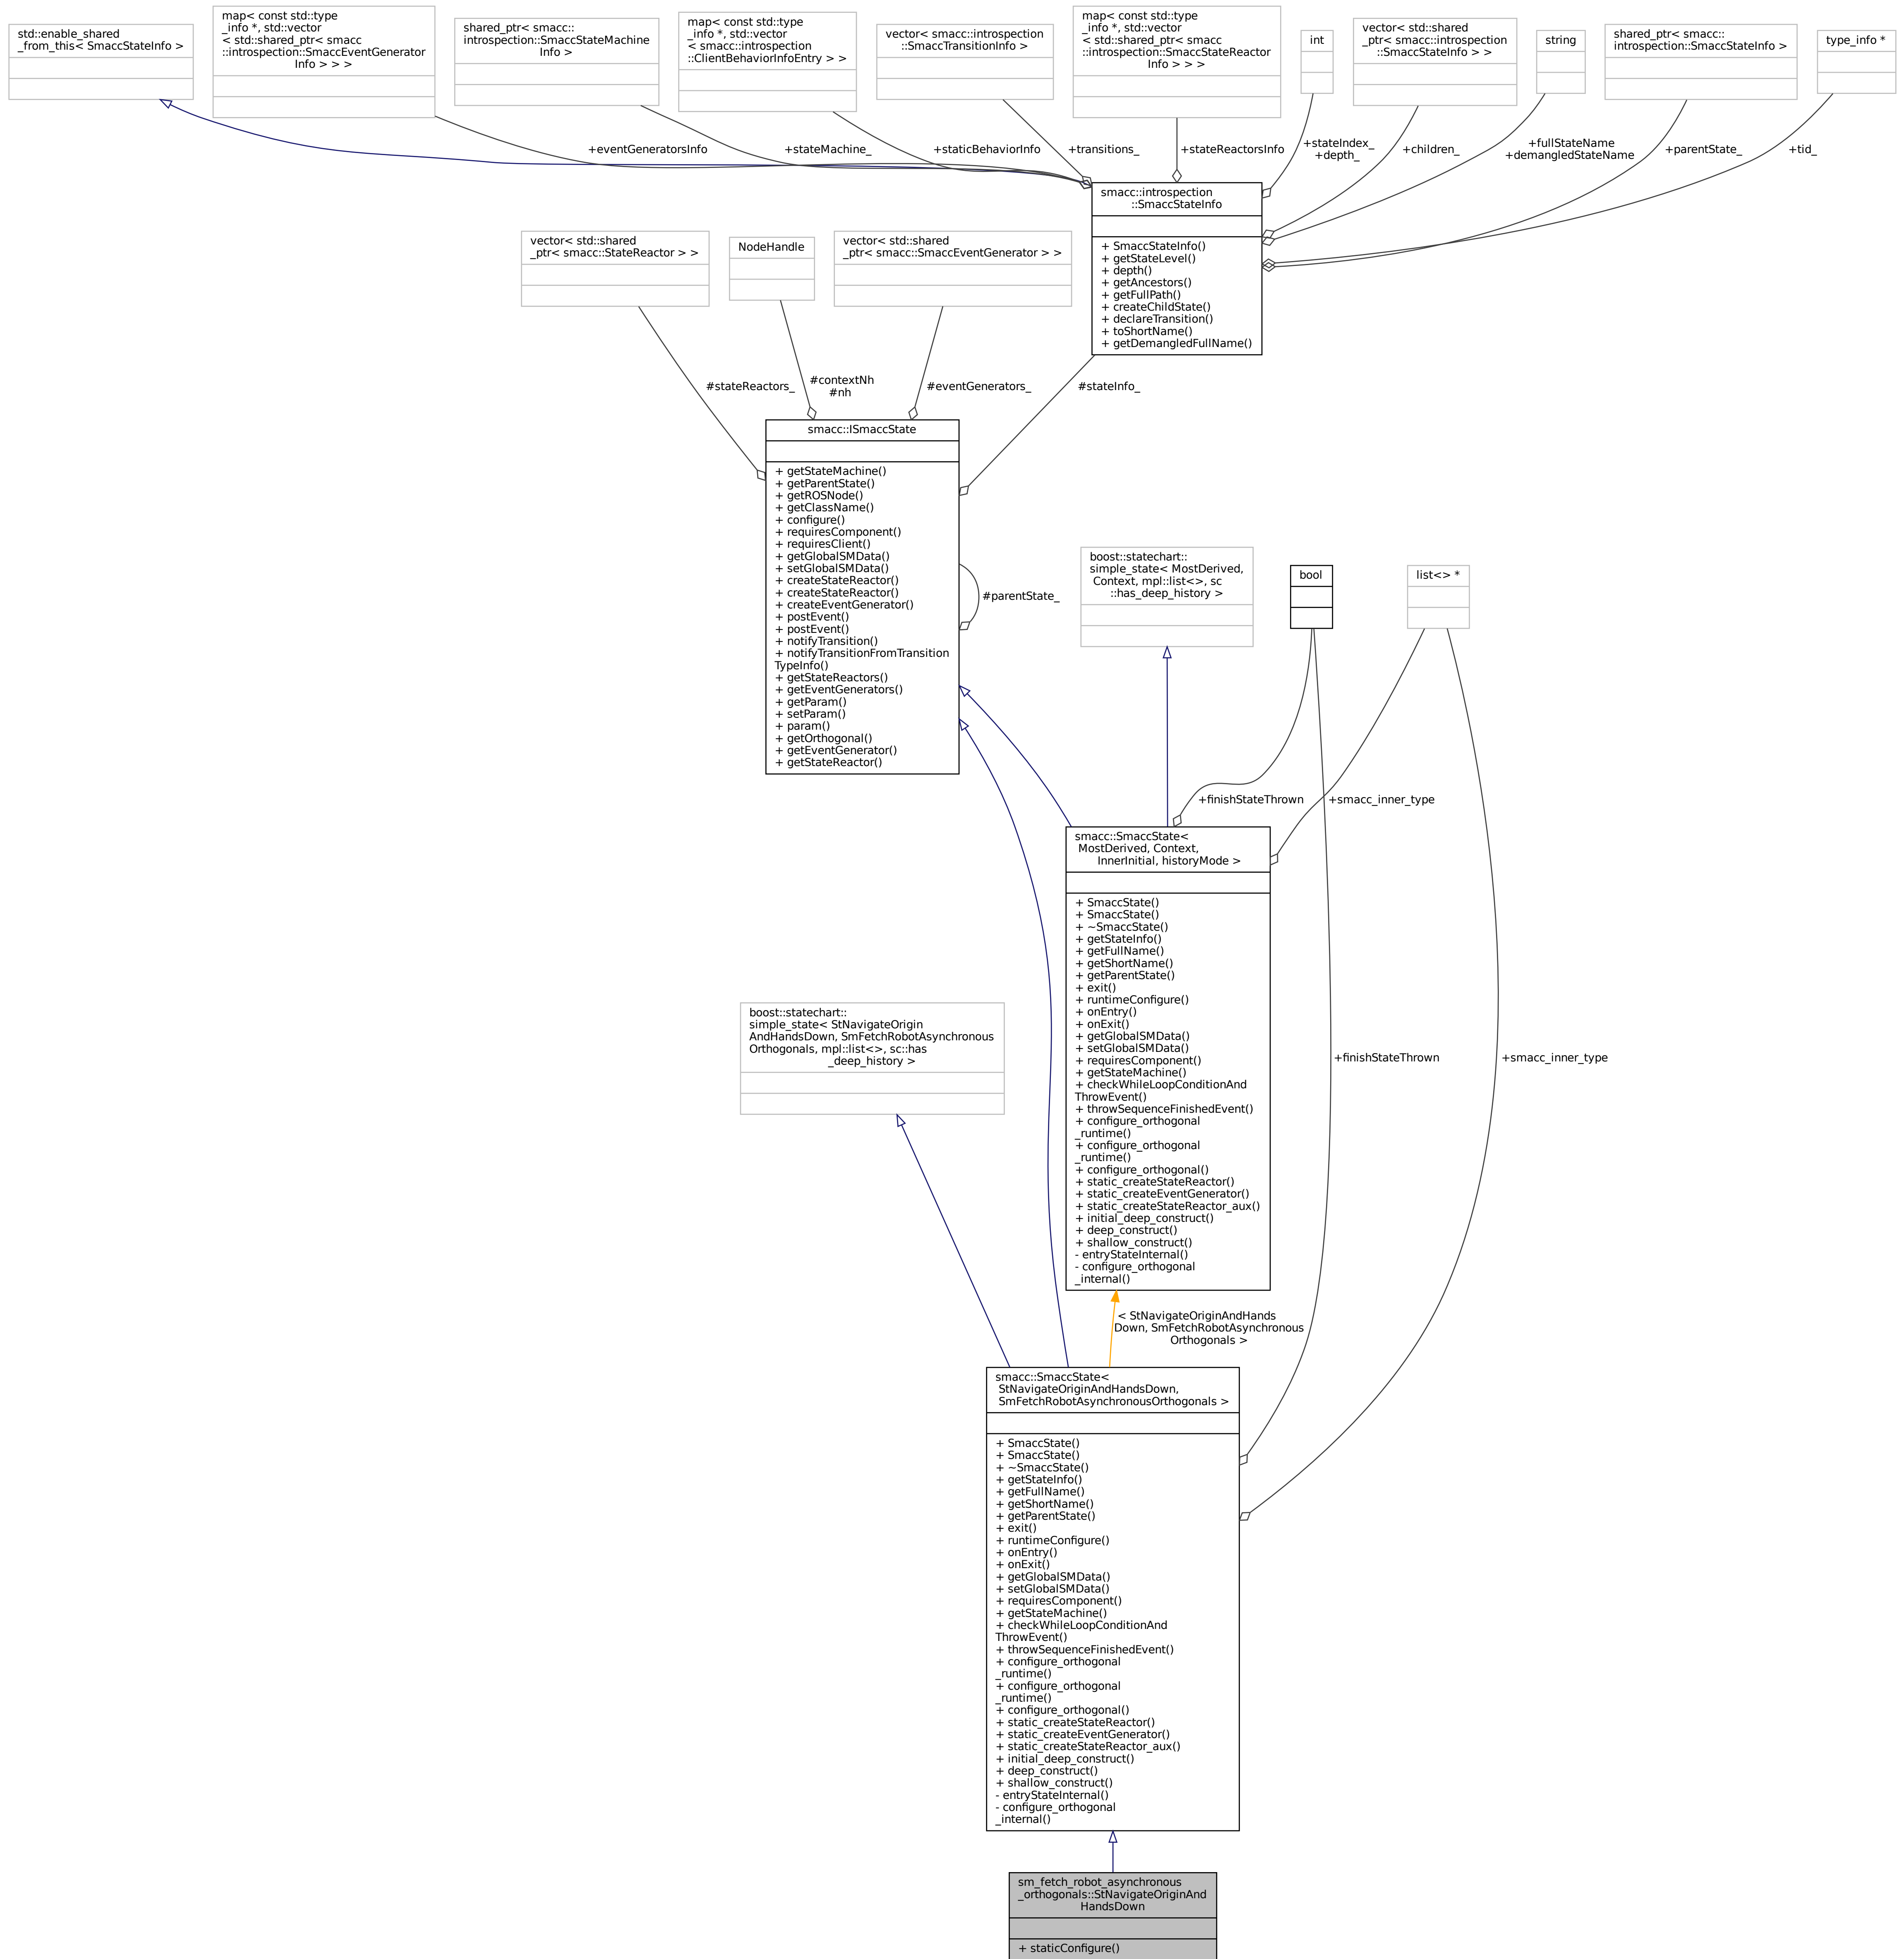 std::enable_shared
_from_this< SmaccStateInfo >
map< const std::type
_info *, std::vector
< std::shared_ptr< smacc
::introspection::SmaccEventGenerator
Info > > >
shared_ptr< smacc::
introspection::SmaccStateMachine
Info >
map< const std::type
_info *, std::vector
< smacc::introspection
::ClientBehaviorInfoEntry > >
vector< smacc::introspection
::SmaccTransitionInfo >
map< const std::type
_info *, std::vector
< std::shared_ptr< smacc
::introspection::SmaccStateReactor
Info > > >
int
vector< std::shared
_ptr< smacc::introspection
::SmaccStateInfo > >
string
shared_ptr< smacc::
introspection::SmaccStateInfo >
type_info *
+eventGeneratorsInfo
+stateMachine_
+staticBehaviorInfo
+transitions_
+stateReactorsInfo
+stateIndex_
+depth_
+children_
+fullStateName
+demangledStateName
+parentState_
+tid_
smacc::introspection
::SmaccStateInfo
+ SmaccStateInfo()
+ getStateLevel()
+ depth()
+ getAncestors()
+ getFullPath()
+ createChildState()
+ declareTransition()
+ toShortName()
+ getDemangledFullName()
vector< std::shared
_ptr< smacc::StateReactor > >
NodeHandle
vector< std::shared
_ptr< smacc::SmaccEventGenerator > >
#stateReactors_
#contextNh
#nh
#eventGenerators_
#stateInfo_
smacc::ISmaccState
+ getStateMachine()
+ getParentState()
+ getROSNode()
+ getClassName()
+ configure()
+ requiresComponent()
+ requiresClient()
+ getGlobalSMData()
+ setGlobalSMData()
+ createStateReactor()
+ createStateReactor()
+ createEventGenerator()
+ postEvent()
+ postEvent()
+ notifyTransition()
+ notifyTransitionFromTransition
TypeInfo()
+ getStateReactors()
+ getEventGenerators()
+ getParam()
+ setParam()
+ param()
+ getOrthogonal()
+ getEventGenerator()
+ getStateReactor()
#parentState_
boost::statechart::
simple_state< MostDerived,
Context, mpl::list<>, sc
::has_deep_history >
bool
list<> *
+finishStateThrown
+smacc_inner_type
smacc::SmaccState<
MostDerived, Context,
InnerInitial, historyMode >
+ SmaccState()
+ SmaccState()
+ ~SmaccState()
+ getStateInfo()
+ getFullName()
+ getShortName()
+ getParentState()
+ exit()
+ runtimeConfigure()
+ onEntry()
+ onExit()
+ getGlobalSMData()
+ setGlobalSMData()
+ requiresComponent()
+ getStateMachine()
+ checkWhileLoopConditionAnd
ThrowEvent()
+ throwSequenceFinishedEvent()
+ configure_orthogonal
_runtime()
+ configure_orthogonal
_runtime()
+ configure_orthogonal()
+ static_createStateReactor()
+ static_createEventGenerator()
+ static_createStateReactor_aux()
+ initial_deep_construct()
+ deep_construct()
+ shallow_construct()
- entryStateInternal()
- configure_orthogonal
_internal()
boost::statechart::
simple_state< StNavigateOrigin
AndHandsDown, SmFetchRobotAsynchronous
Orthogonals, mpl::list<>, sc::has
_deep_history >
+finishStateThrown
+smacc_inner_type
< StNavigateOriginAndHands
Down, SmFetchRobotAsynchronous
Orthogonals >
smacc::SmaccState<
StNavigateOriginAndHandsDown,
SmFetchRobotAsynchronousOrthogonals >
+ SmaccState()
+ SmaccState()
+ ~SmaccState()
+ getStateInfo()
+ getFullName()
+ getShortName()
+ getParentState()
+ exit()
+ runtimeConfigure()
+ onEntry()
+ onExit()
+ getGlobalSMData()
+ setGlobalSMData()
+ requiresComponent()
+ getStateMachine()
+ checkWhileLoopConditionAnd
ThrowEvent()
+ throwSequenceFinishedEvent()
+ configure_orthogonal
_runtime()
+ configure_orthogonal
_runtime()
+ configure_orthogonal()
+ static_createStateReactor()
+ static_createEventGenerator()
+ static_createStateReactor_aux()
+ initial_deep_construct()
+ deep_construct()
+ shallow_construct()
- entryStateInternal()
- configure_orthogonal
_internal()
sm_fetch_robot_asynchronous
_orthogonals::StNavigateOriginAnd
HandsDown
+ staticConfigure()